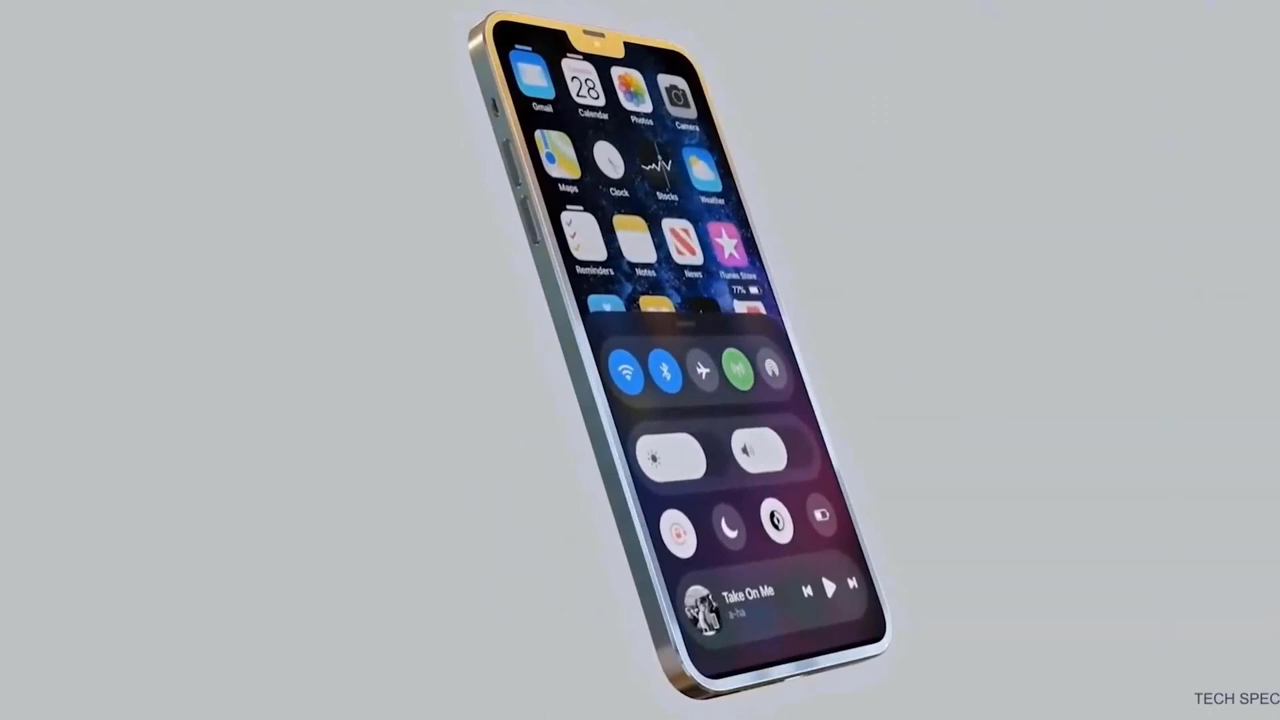 Gmail
28
Calendar
Photos
Camera
Maps
Clock
Stocks
Weather
Reminders
Notes
News
iTunes Store
77%
Take On Me
a-ha
TECH SPEC